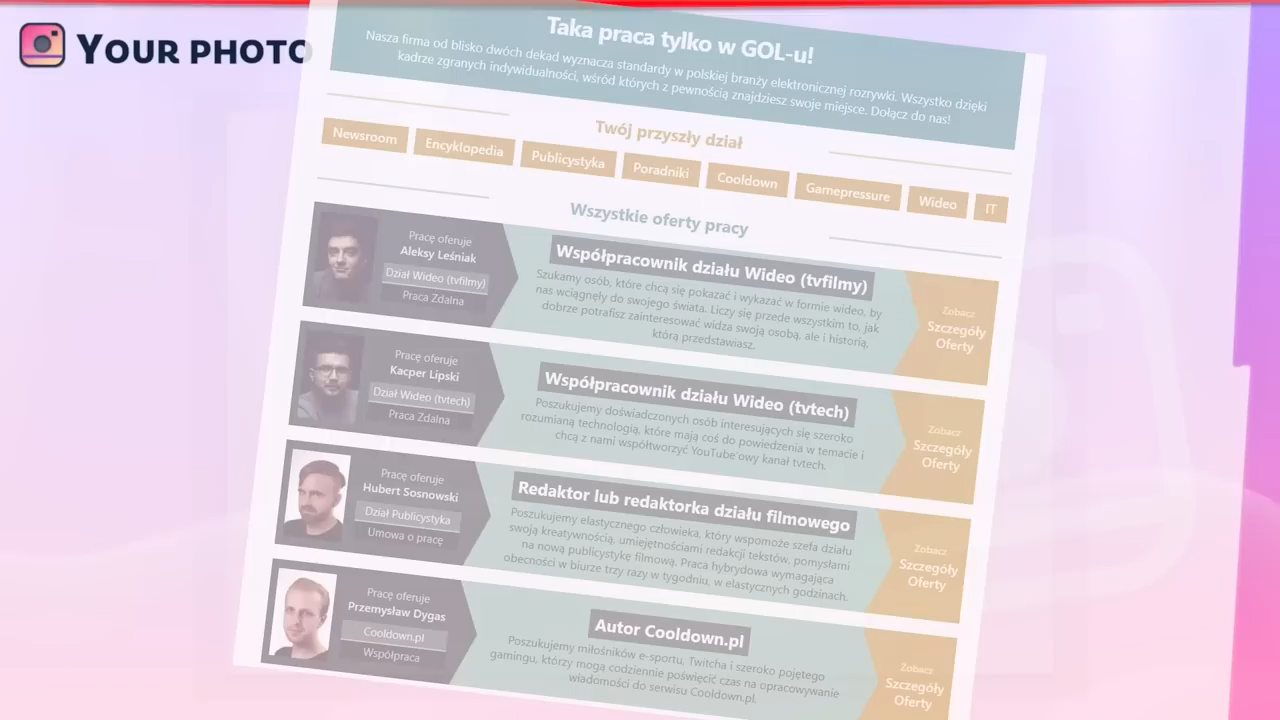 YOUR PHOTO
Taka praca tylko w GOL-u!
Nasza firma od blisko dwóch dekad wyznacza standardy w polskiej branży elektronicznej rozrywki. Wszystko dzięki
kadrze zgranych indywidualności, wśród których z pewnością znajdziesz swoje miejsce. Dołącz do nas!
Twój przyszły dział
Newsroom Encyklopedia Publicystyka Poradniki Cooldown Gamepressure Wideo IT
Wszystkie oferty pracy
Pracę oferuje
Aleksy Leśniak
Dział Wideo (tvfilmy)
Praca Zdalna
Współpracownik działu Wideo (tvfilmy)
Szukamy osób, które chcą się pokazać i wykazać w formie wideo, by
nas wciągnęły do swojego świata. Liczy się przede wszystkim to, jak
dobrze potrafisz zainteresować widza swoją osobą, ale i historią,
którą przedstawiasz.
Zobacz
Szczegóły
Oferty
Pracę oferuje
Kacper Lipski
Dział Wideo (tvtech)
Praca Zdalna
Współpracownik działu Wideo (tvtech)
Poszukujemy doświadczonych osób interesujących się szeroko
rozumianą technologią, które mają coś do powiedzenia w temacie i
chcą z nami współtworzyć YouTube'owy kanał tvtech.
Zobacz
Szczegóły
Oferty
Pracę oferuje
Hubert Sosnowski
Dział Publicystyka
Umowa o pracę
Redaktor lub redaktorka działu filmowego
Poszukujemy elastycznego człowieka, który wspomoże szefa działu
swoją kreatywnością, umiejętnościami redakcji tekstów, pomysłami
na nową publicystykę filmową. Praca hybrydowa wymagająca
obecności w biurze trzy razy w tygodniu, w elastycznych godzinach.
Zobacz
Szczegóły
Oferty
Pracę oferuje
Przemysław Dygas
Cooldown.pl
Współpraca
Autor Cooldown.pl
Poszukujemy miłośników e-sportu, Twitcha i szeroko pojętego
gamingu, którzy mogą codziennie poświęcić czas na opracowywanie
wiadomości do serwisu Cooldown.pl.
Zobacz
Szczegóły
Oferty